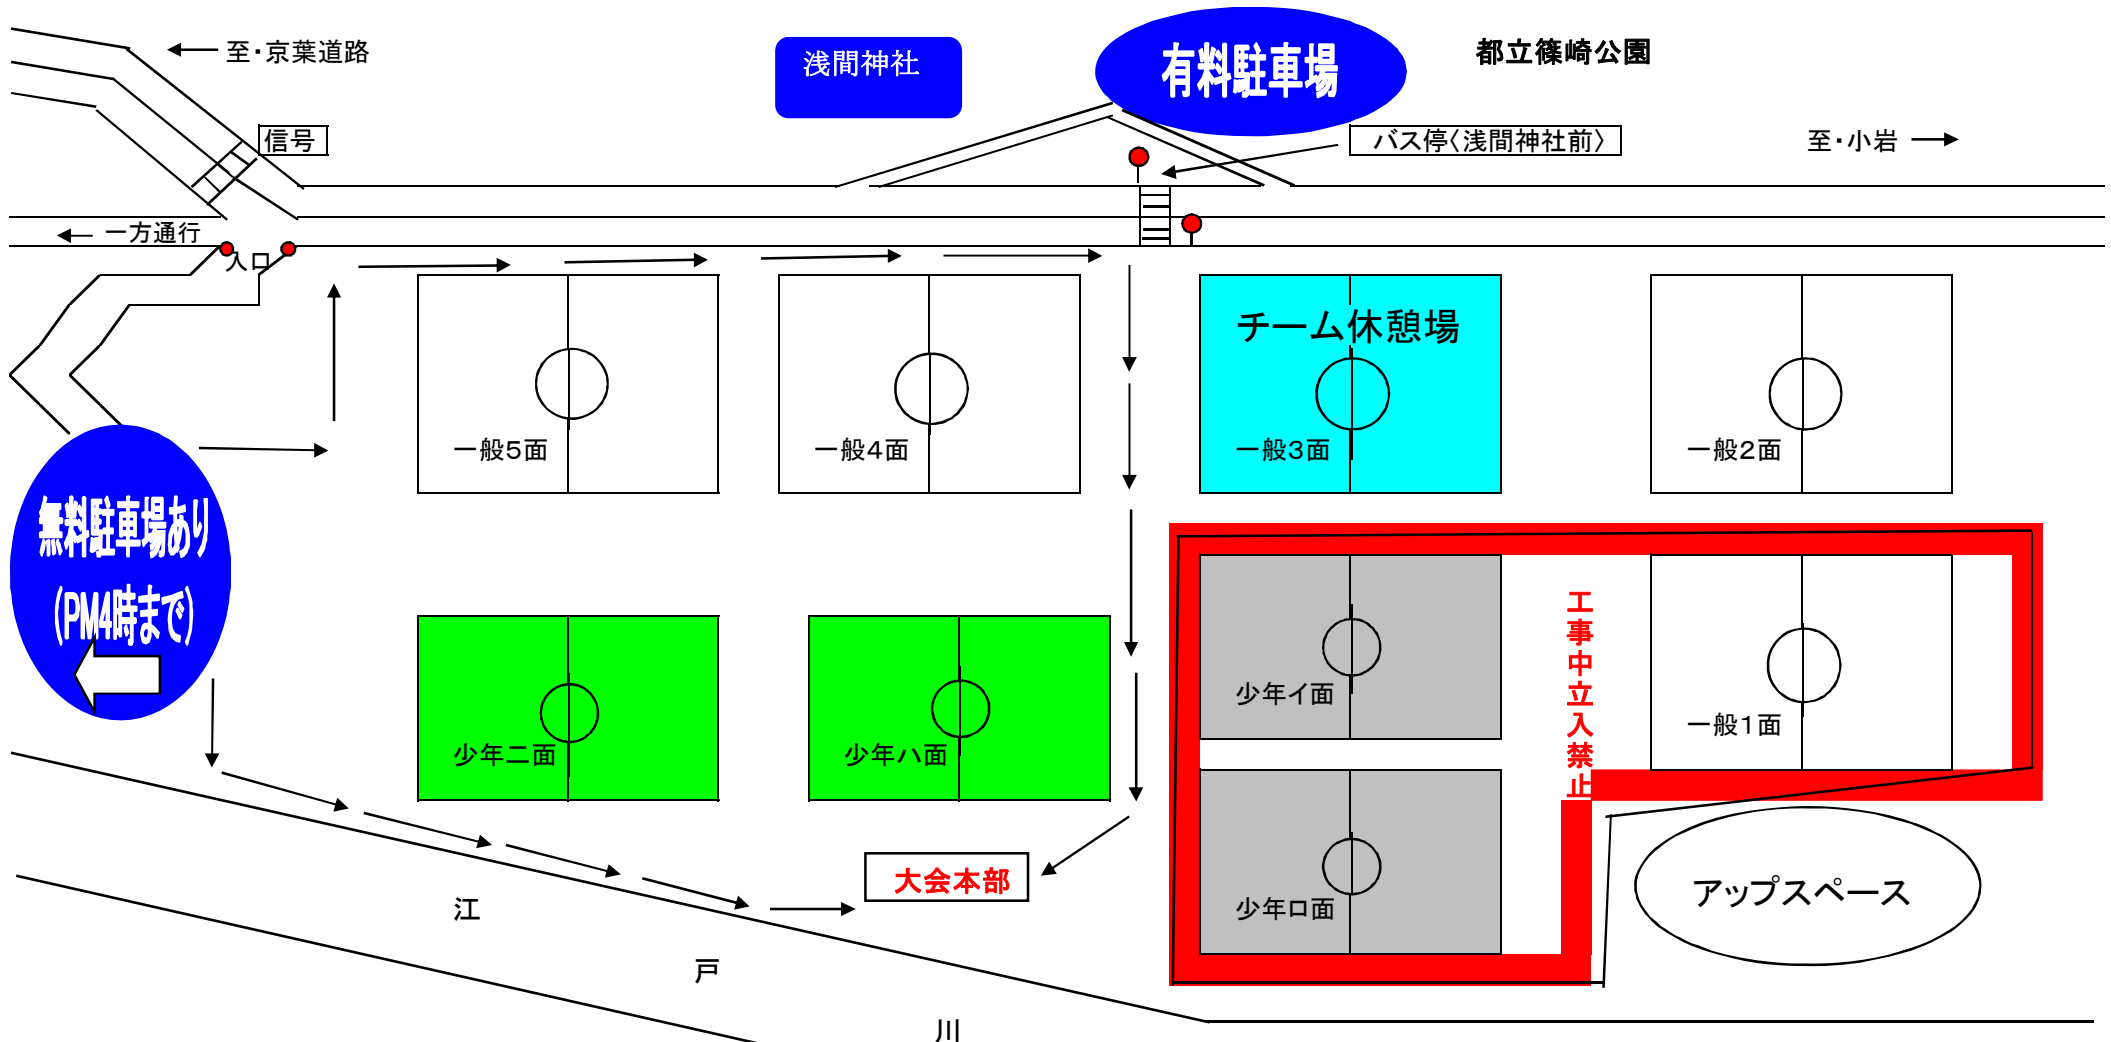 至・京葉道路
浅間神社
有料駐車場
都立篠崎公園
信号
バス停〈浅間神社前〉
至・小岩
一方通行
入口
チーム休憩場
一般5面
一般4面
一般3面
一般2面
無料駐車場あり
(PM4時まで)
工事中立入禁止
少年イ面
一般1面
少年ニ面
少年ハ面
大会本部
少年ロ面
アップスペース
江戸川